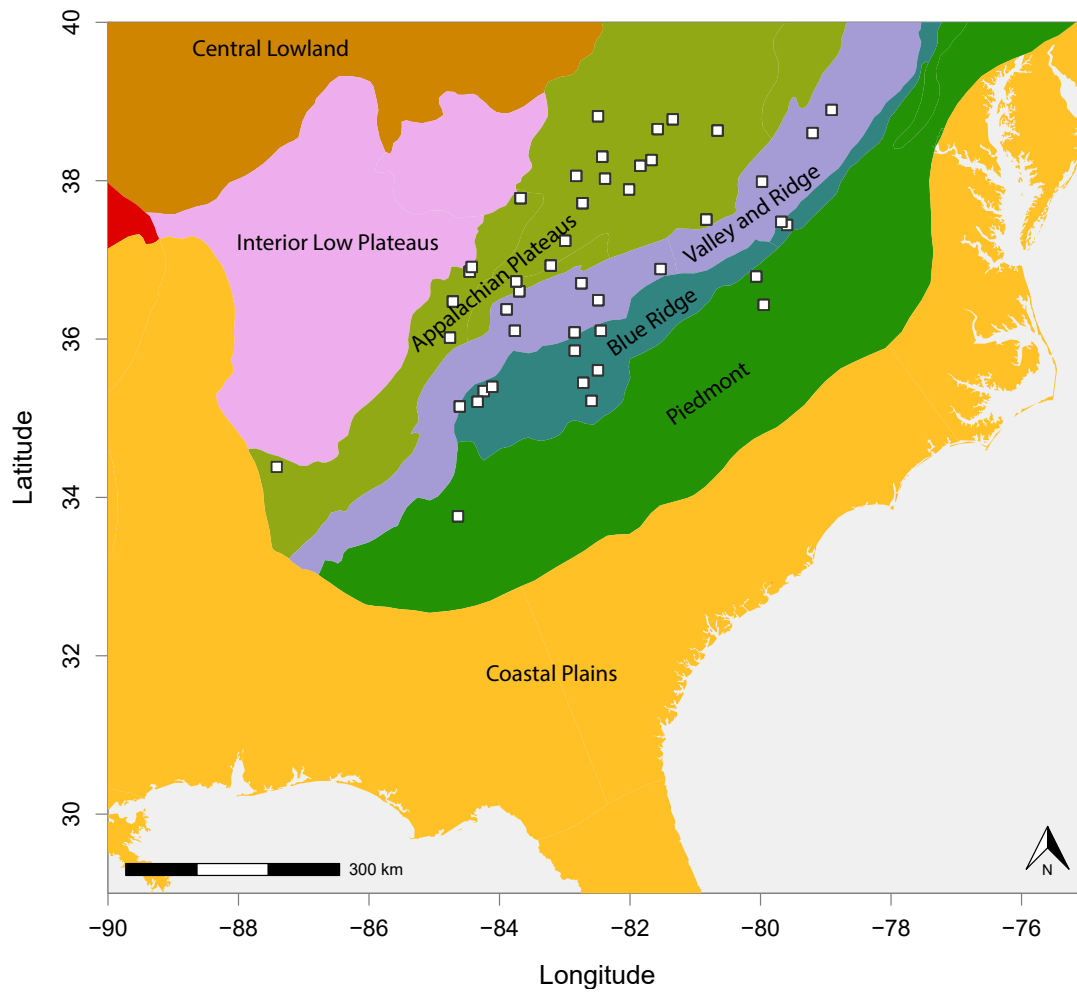 40
Central Lowland
38
Interior Low Plateaus
Appalachian Plateaus
Valley and Ridge
36
Blue Ridge
Piedmont
34
Latitude
32
Coastal Plains
30
300 km
N
−90 −88 −86 −84 −82 −80 −78 −76
Longitude